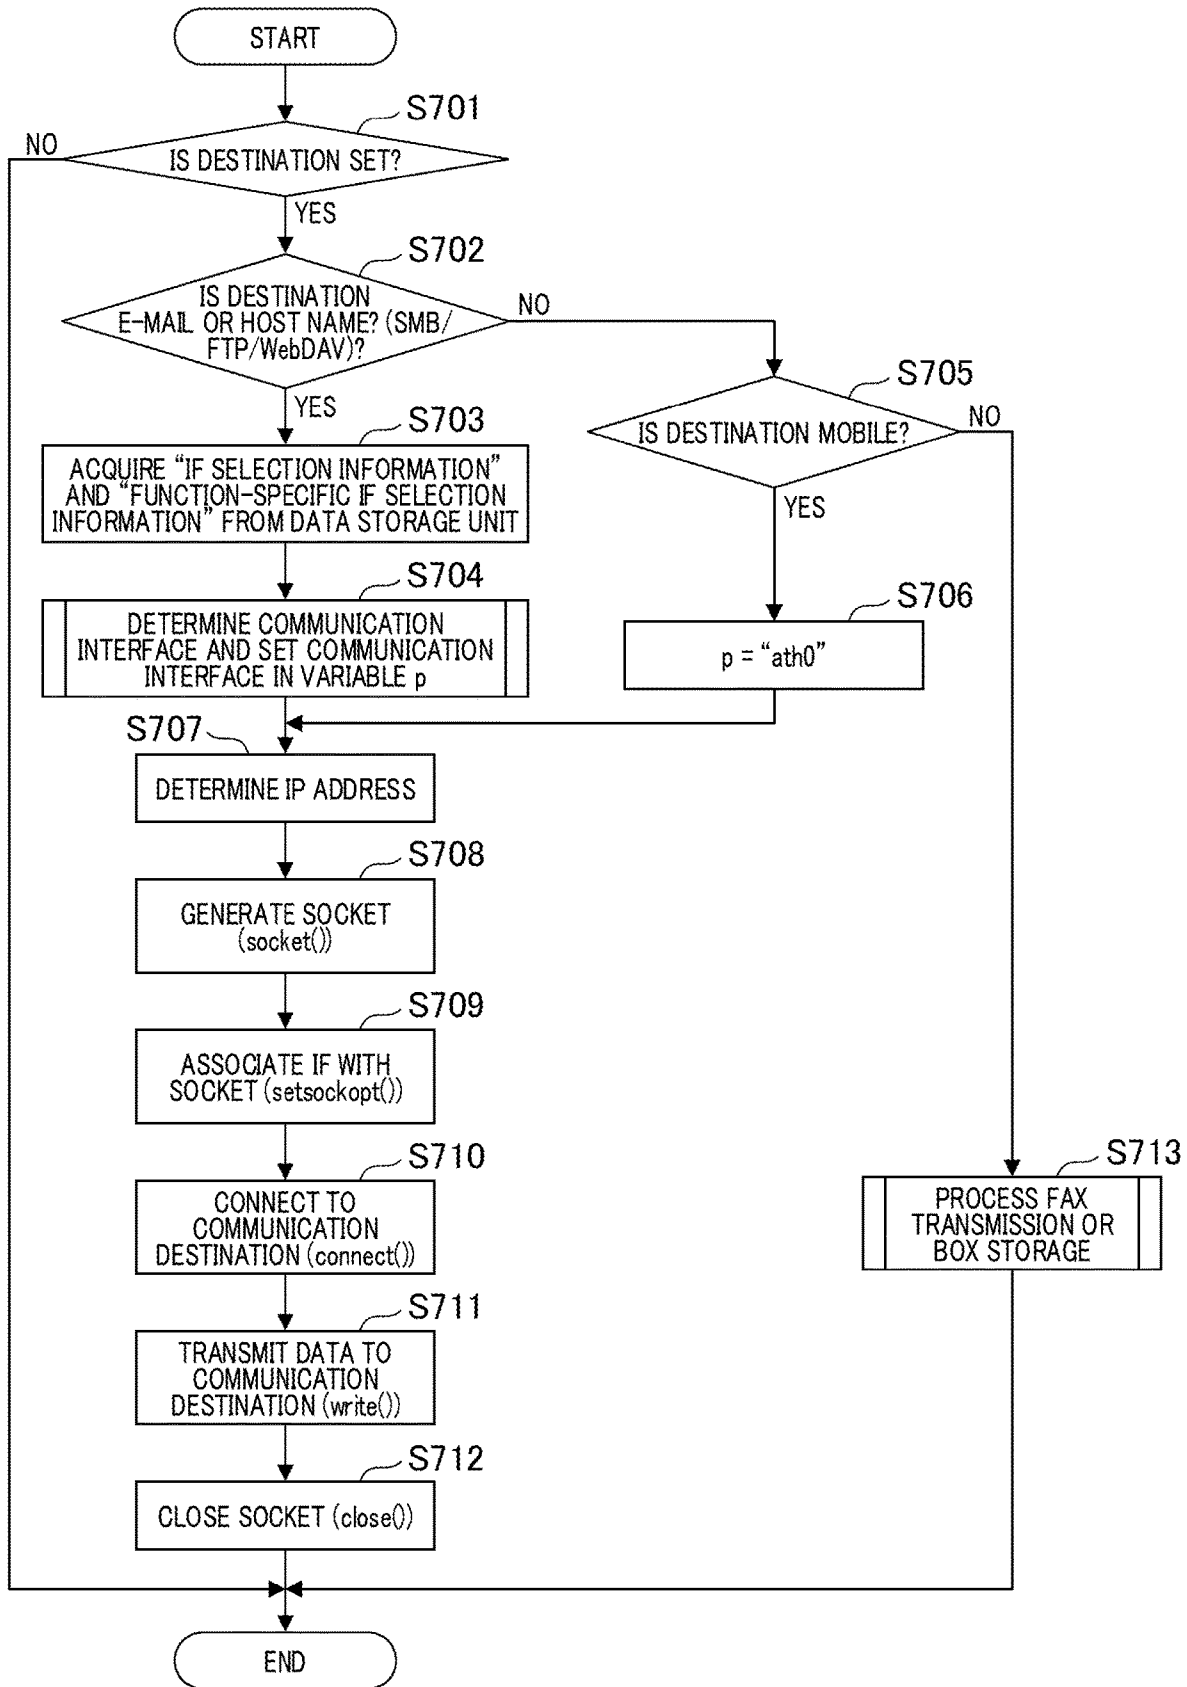 START
S701
NO
IS DESTINATION SET?
YES
S702
IS DESTINATION
E-MAIL OR HOST NAME? (SMB/
FTP/WebDAV)?
NO
YES
S705
IS DESTINATION MOBILE?
NO
YES
S703
ACQUIRE “IF SELECTION INFORMATION”
AND “FUNCTION-SPECIFIC IF SELECTION
INFORMATION” FROM DATA STORAGE UNIT
S704
DETERMINE COMMUNICATION
INTERFACE AND SET COMMUNICATION
INTERFACE IN VARIABLE p
S706
p = “ath0”
S707
DETERMINE IP ADDRESS
S708
GENERATE SOCKET
(socket())
S709
ASSOCIATE IF WITH
SOCKET (setsockopt())
S710
CONNECT TO
COMMUNICATION
DESTINATION (connect())
S713
PROCESS FAX
TRANSMISSION OR
BOX STORAGE
S711
TRANSMIT DATA TO
COMMUNICATION
DESTINATION (write())
S712
CLOSE SOCKET (close())
END